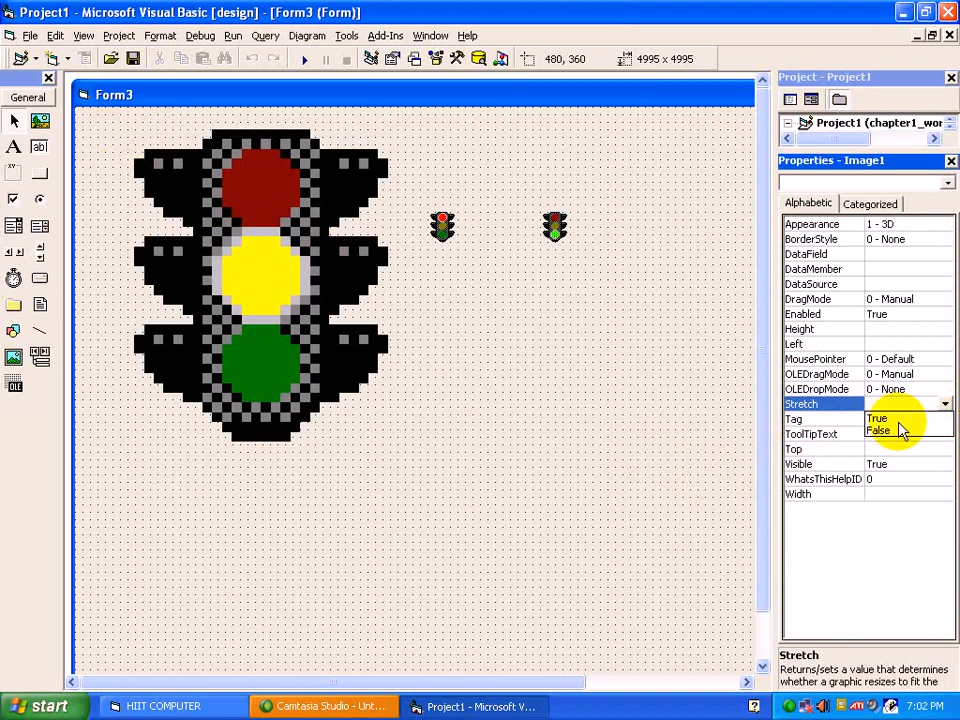 Project1 - Microsoft Visual Basic [design] - [Form3 (Form)]
File Edit View Project Format Debug Run Query Diagram Tools Add-Ins Window Help
480, 360 4995 x 4995
General
A
ab|
XY
OLE
Form3
Project - Project1
Project1 (chapter1_wor
Properties - Image1
Alphabetic Categorized
Appearance 1 - 3D
BorderStyle 0 - None
DataField
DataMember
DataSource
DragMode 0 - Manual
Enabled True
Height
Left
MousePointer 0 - Default
OLEDragMode 0 - Manual
OLEDropMode 0 - None
Stretch
Tag True
ToolTipText False
Top
Visible True
WhatsThisHelpID 0
Width
Stretch
Returns/sets a value that determines
whether a graphic resizes to fit the
start HIIT COMPUTER Camtasia Studio - Unt... Project1 - Microsoft V... 7:02 PM